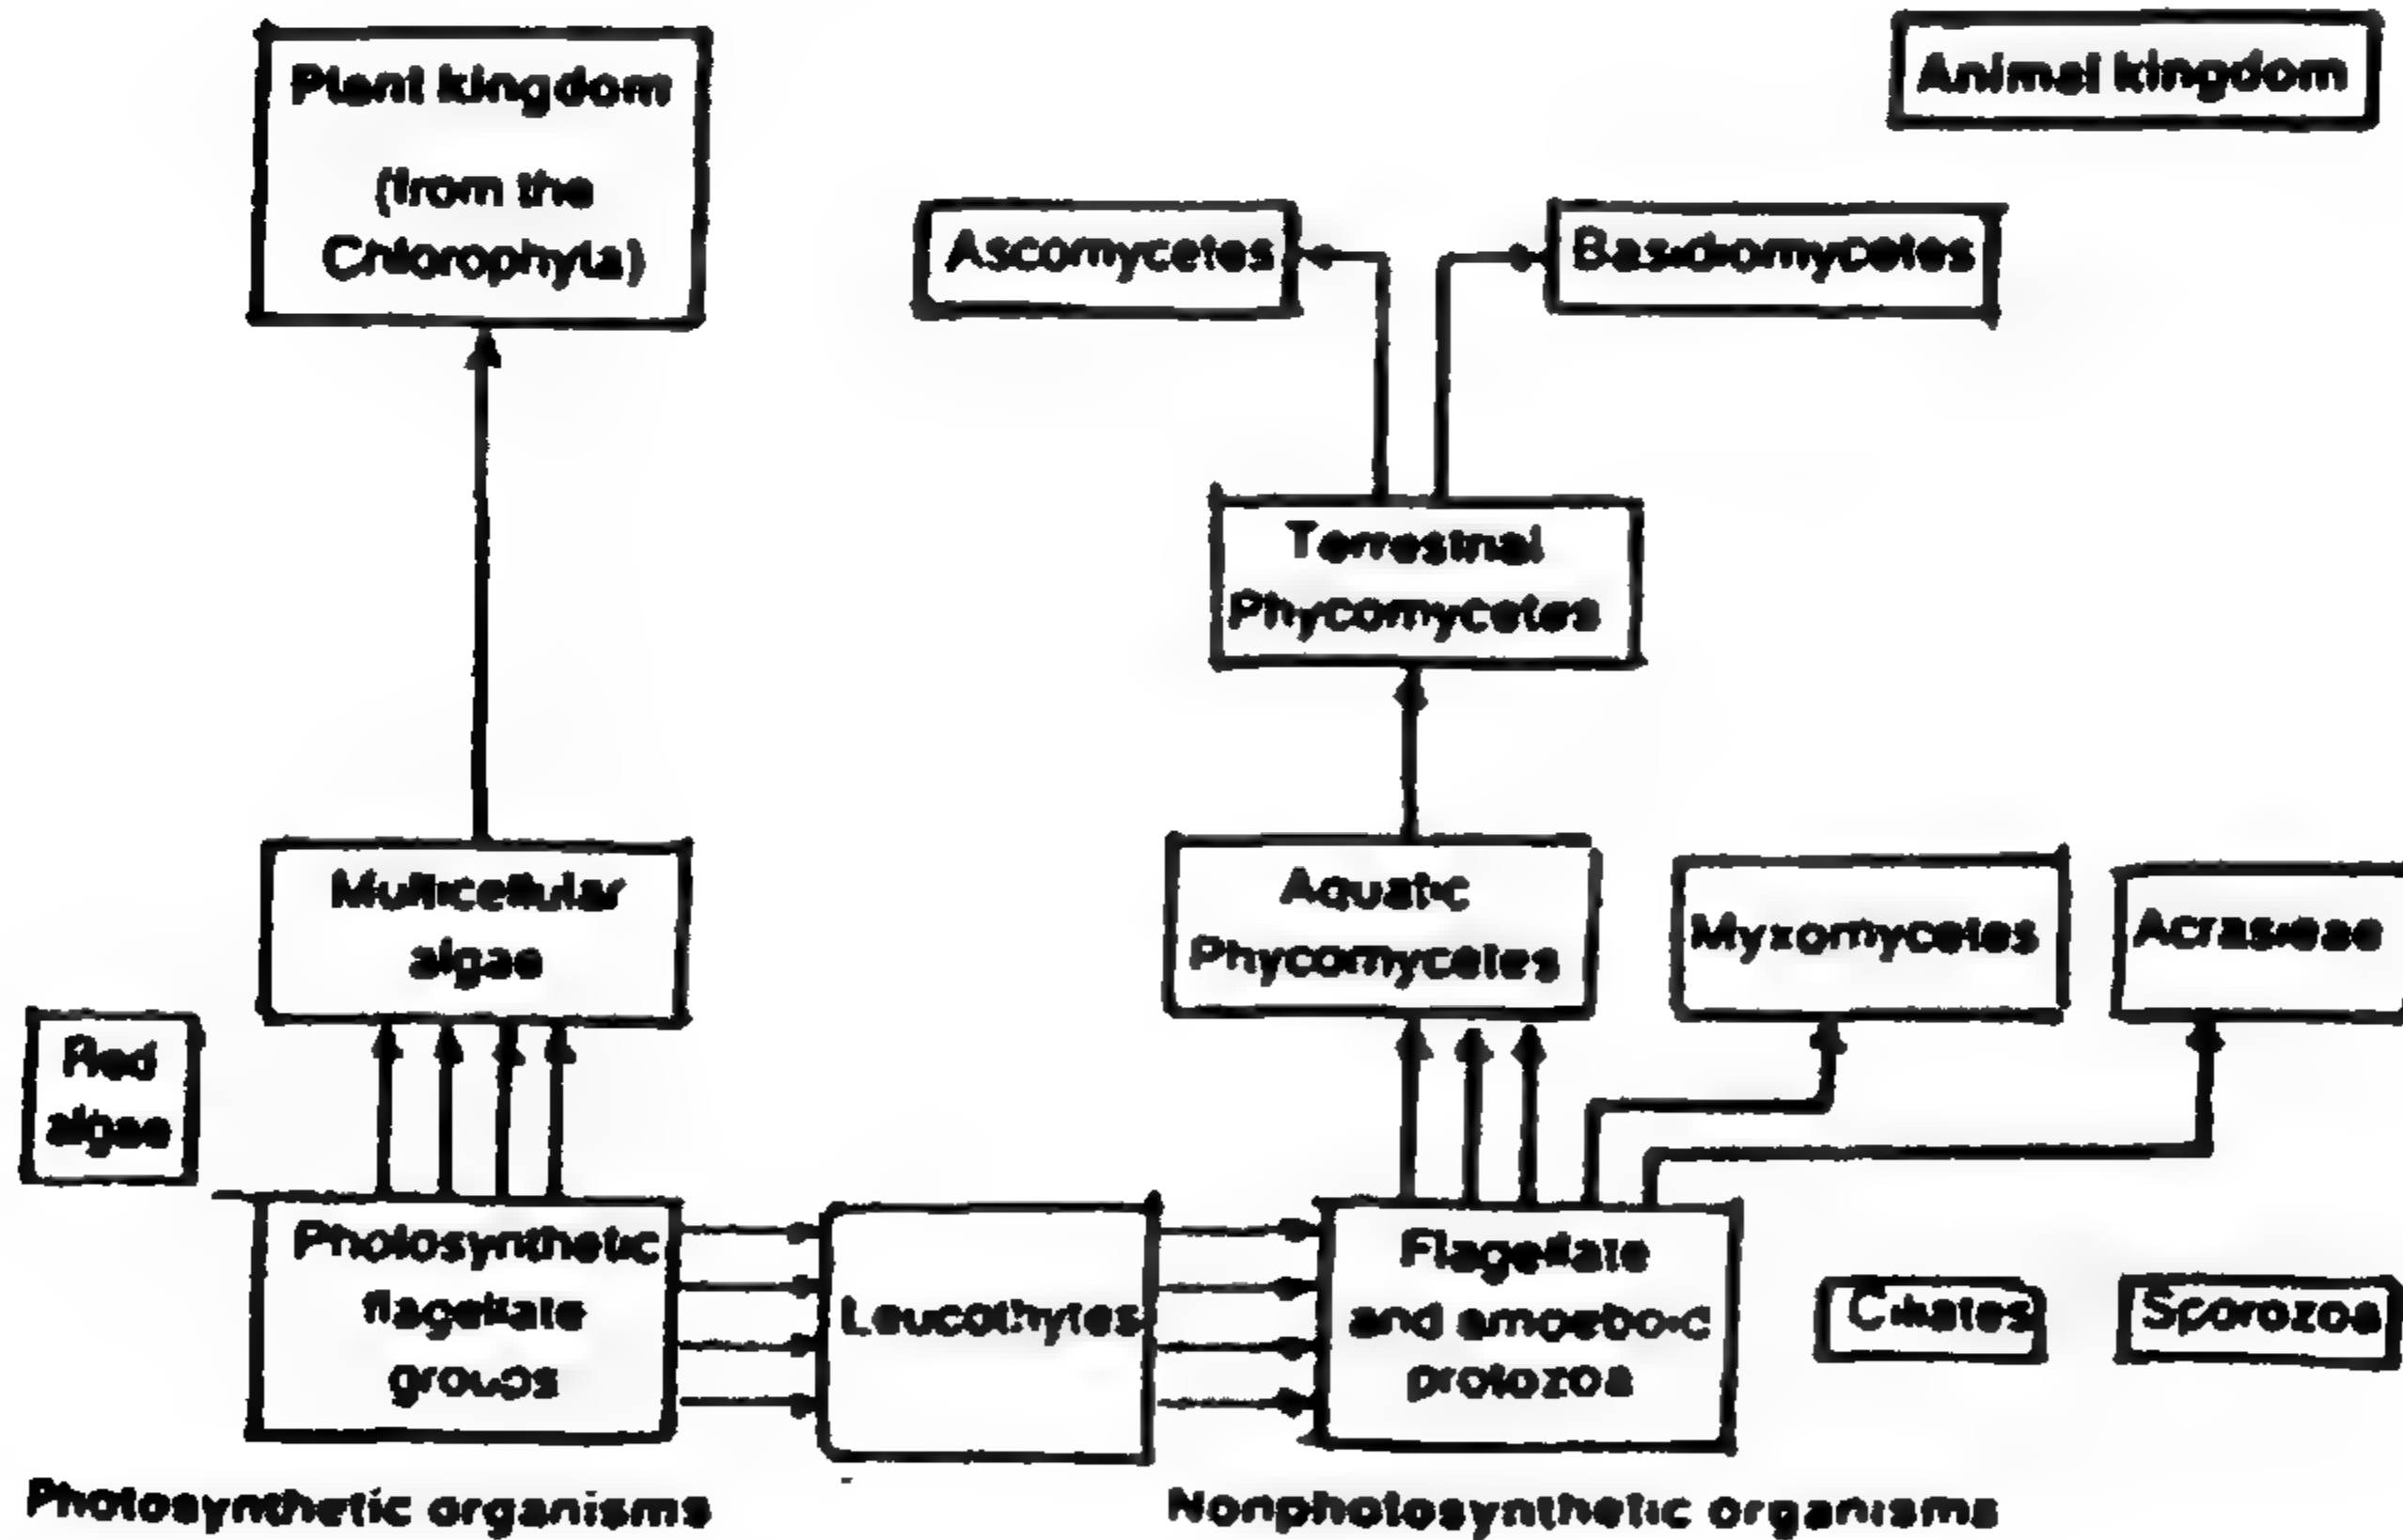 Plant kingdom
(from the
Chlorophyta)
Animal kingdom
Ascomycetes
Basidiomycetes
Terrestrial
Phycomycetes
Multicellular
algae
Aquatic
Phycomycetes
Myxomycetes
Acrasieae
Red
algae
Photosynthetic
flagellate
groups
Leucophytes
Flagellate
and amoeboid
protozoa
Ciliates
Sporozoa
Photosynthetic organisms
Nonphotosynthetic organisms